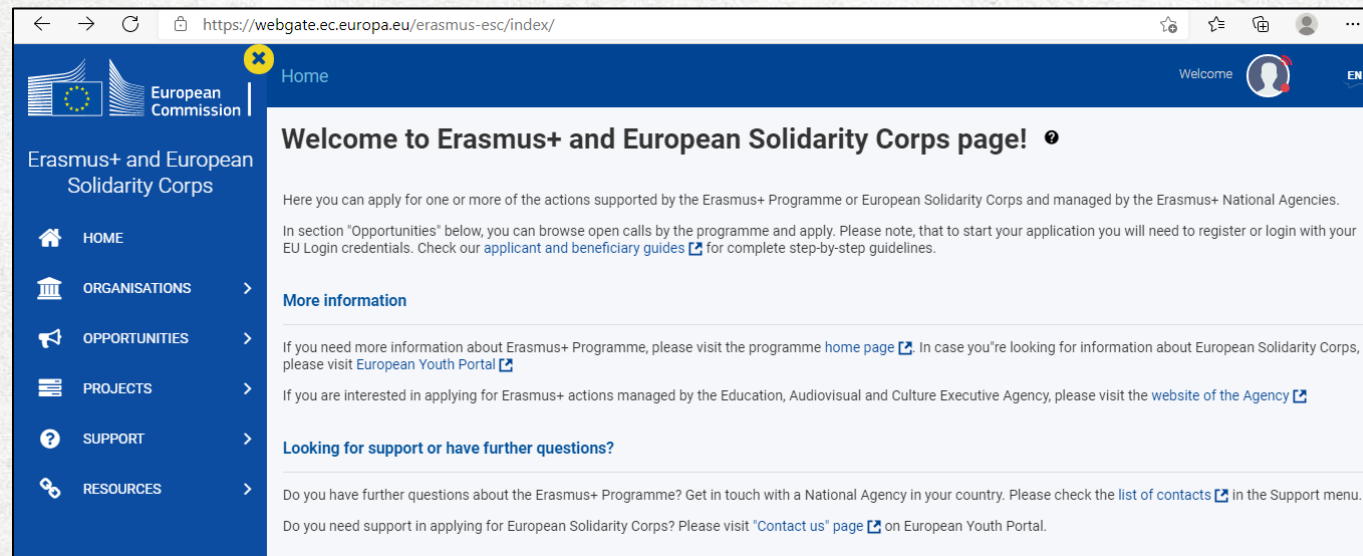 https://webgate.ec.europa.eu/erasmus-esc/index/
European
Commission
Home
Welcome
EN
Erasmus+ and European
Solidarity Corps
HOME
ORGANISATIONS
OPPORTUNITIES
PROJECTS
SUPPORT
RESOURCES
Welcome to Erasmus+ and European Solidarity Corps page!
Here you can apply for one or more of the actions supported by the Erasmus+ Programme or European Solidarity Corps and managed by the Erasmus+ National Agencies.
In section "Opportunities" below, you can browse open calls by the programme and apply. Please note, that to start your application you will need to register or login with your
EU Login credentials. Check our applicant and beneficiary guides for complete step-by-step guidelines.
More information
If you need more information about Erasmus+ Programme, please visit the programme home page. In case you"re looking for information about European Solidarity Corps,
please visit European Youth Portal
If you are interested in applying for Erasmus+ actions managed by the Education, Audiovisual and Culture Executive Agency, please visit the website of the Agency
Looking for support or have further questions?
Do you have further questions about the Erasmus+ Programme? Get in touch with a National Agency in your country. Please check the list of contacts in the Support menu.
Do you need support in applying for European Solidarity Corps? Please visit "Contact us" page on European Youth Portal.